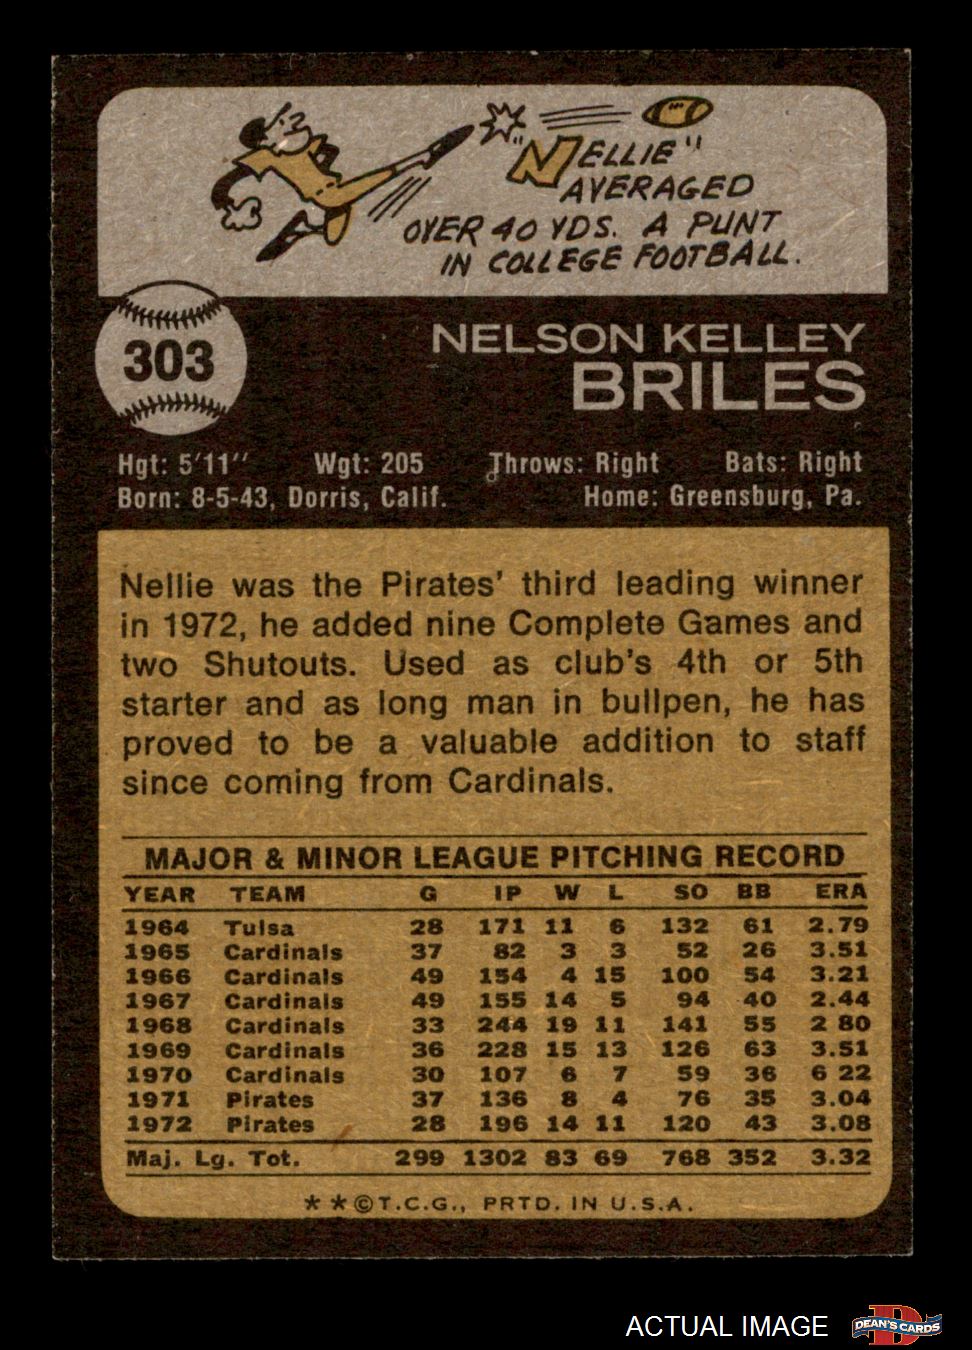 "NELLIE"
AVERAGED
OVER 40 YDS. A PUNT
IN COLLEGE FOOTBALL.
303
NELSON KELLEY
BRILES
Hgt: 5'11'' Wgt: 205 Throws: Right Bats: Right
Born: 8-5-43, Dorris, Calif. Home: Greensburg, Pa.
Nellie was the Pirates' third leading winner
in 1972, he added nine Complete Games and
two Shutouts. Used as club's 4th or 5th
starter and as long man in bullpen, he has
proved to be a valuable addition to staff
since coming from Cardinals.
MAJOR & MINOR LEAGUE PITCHING RECORD
YEAR TEAM G IP W L SO BB ERA
1964 Tulsa 28 171 11 6 132 61 2.79
1965 Cardinals 37 82 3 3 52 26 3.51
1966 Cardinals 49 154 4 15 100 54 3.21
1967 Cardinals 49 155 14 5 94 40 2.44
1968 Cardinals 33 244 19 11 141 55 2 80
1969 Cardinals 36 228 15 13 126 63 3.51
1970 Cardinals 30 107 6 7 59 36 6 22
1971 Pirates 37 136 8 4 76 35 3.04
1972 Pirates 28 196 14 11 120 43 3.08
Maj. Lg. Tot. 299 1302 83 69 768 352 3.32
**©T.C.G., PRTD. IN U.S.A.
ACTUAL IMAGE
D
DEAN'S CARDS